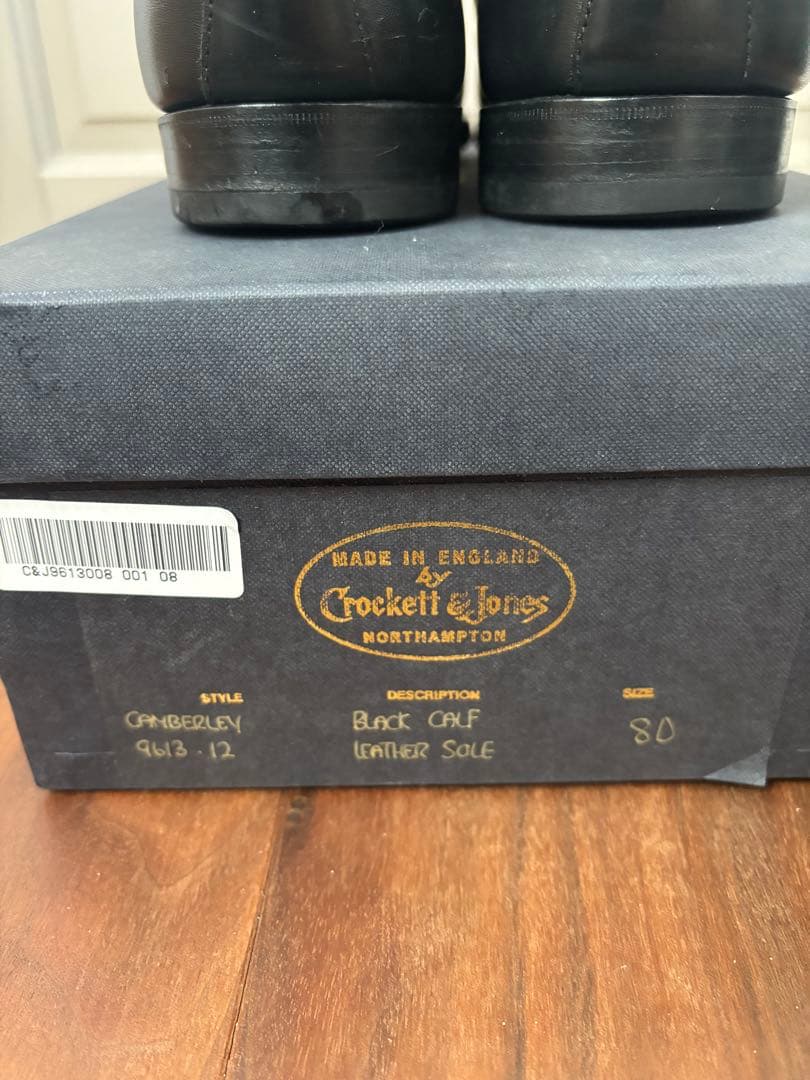 C&J9613008 001 08
MADE IN ENGLAND
by
Crockett & Jones
NORTHAMPTON
STYLE
DESCRIPTION
SIZE
CAMBERLEY
BLACK CALF
8D
9613 · 12
LEATHER SOLE